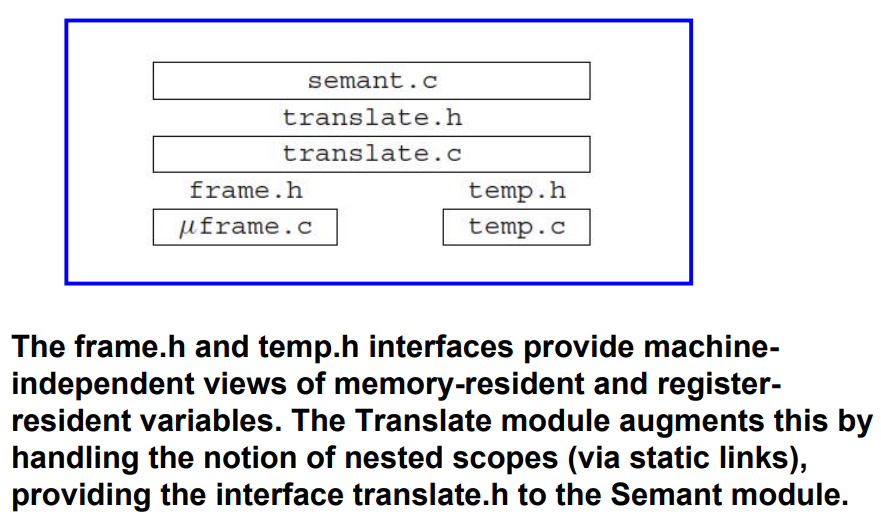 semant.c
translate.h
translate.c
frame.h temp.h
μframe.c temp.c
The frame.h and temp.h interfaces provide machine-
independent views of memory-resident and register-
resident variables. The Translate module augments this by
handling the notion of nested scopes (via static links),
providing the interface translate.h to the Semant module.